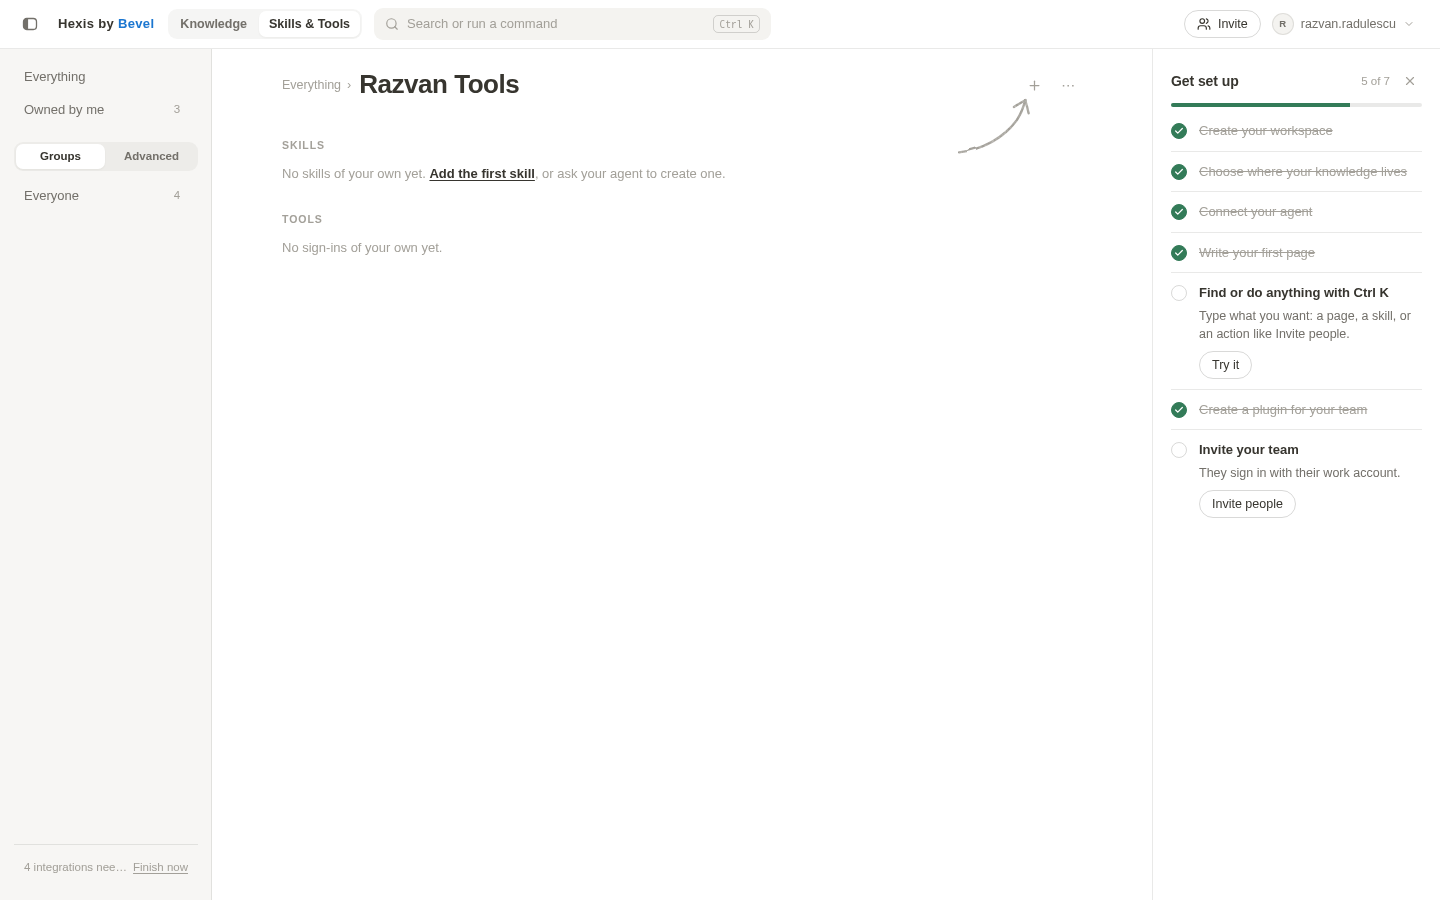 Hexis by Bevel
Knowledge
Skills & Tools
Search or run a command
Ctrl K
Invite
R
razvan.radulescu
Everything
Owned by me
3
Groups
Advanced
Everyone
4
4 integrations nee…
Finish now
Everything ›
Razvan Tools
SKILLS
No skills of your own yet. Add the first skill, or ask your agent to create one.
TOOLS
No sign-ins of your own yet.
Get set up
5 of 7
Create your workspace
Choose where your knowledge lives
Connect your agent
Write your first page
Find or do anything with Ctrl K
Type what you want: a page, a skill, or
an action like Invite people.
Try it
Create a plugin for your team
Invite your team
They sign in with their work account.
Invite people